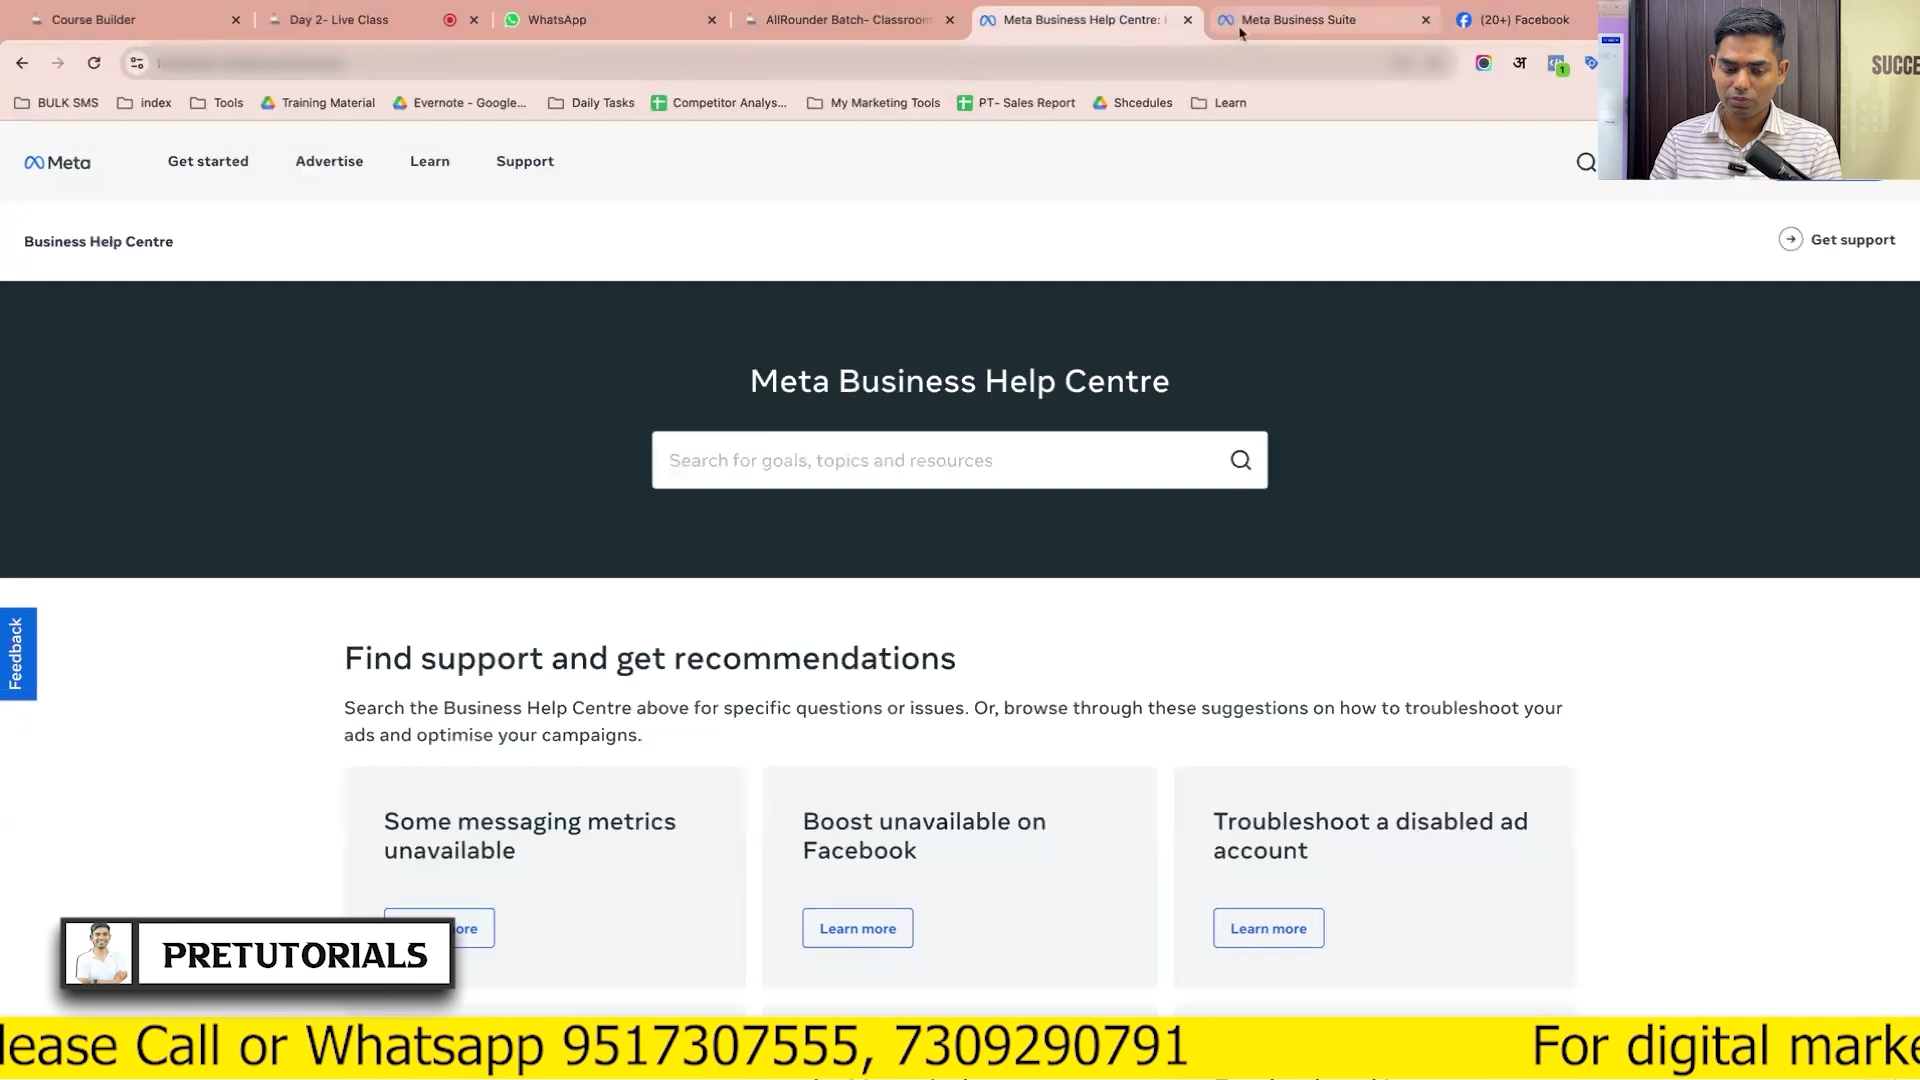 Course Builder
Day 2- Live Class
WhatsApp
AllRounder Batch- Classroom
Meta Business Help Centre:
Meta Business Suite
(20+) Facebook
BULK SMS
index
Tools
Training Material
Evernote - Google...
Daily Tasks
Competitor Analys...
My Marketing Tools
PT- Sales Report
Shcedules
Learn
अ
1
SUCCE
Meta
Get started
Advertise
Learn
Support
Business Help Centre
Get support
Meta Business Help Centre
Search for goals, topics and resources
Feedback
Find support and get recommendations
Search the Business Help Centre above for specific questions or issues. Or, browse through these suggestions on how to troubleshoot your
ads and optimise your campaigns.
Some messaging metrics
unavailable
ore
Boost unavailable on
Facebook
Learn more
Troubleshoot a disabled ad
account
Learn more
PRETUTORIALS
lease Call or Whatsapp 9517307555, 7309290791
For digital marke